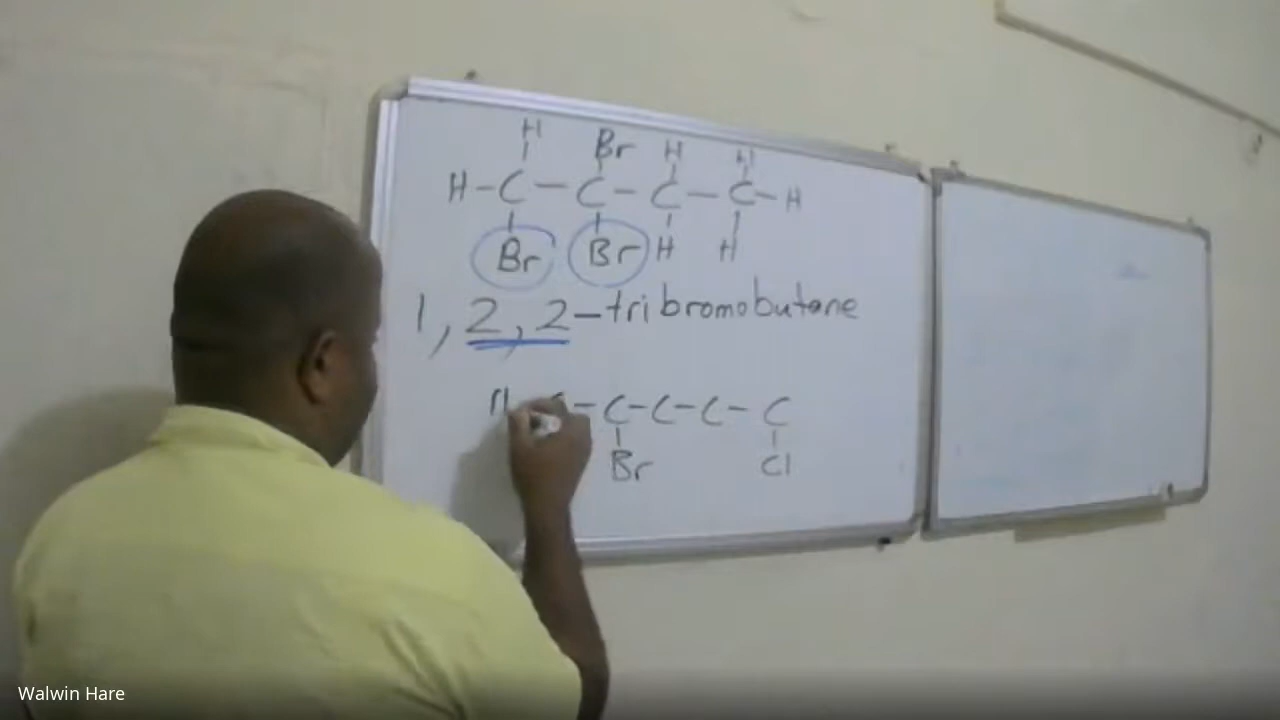 H
Br H H
H-C-C-C-C-H
Br Br H H
1, 2, 2-tribromobutane
C-C-C-C
Br Cl
Walwin Hare